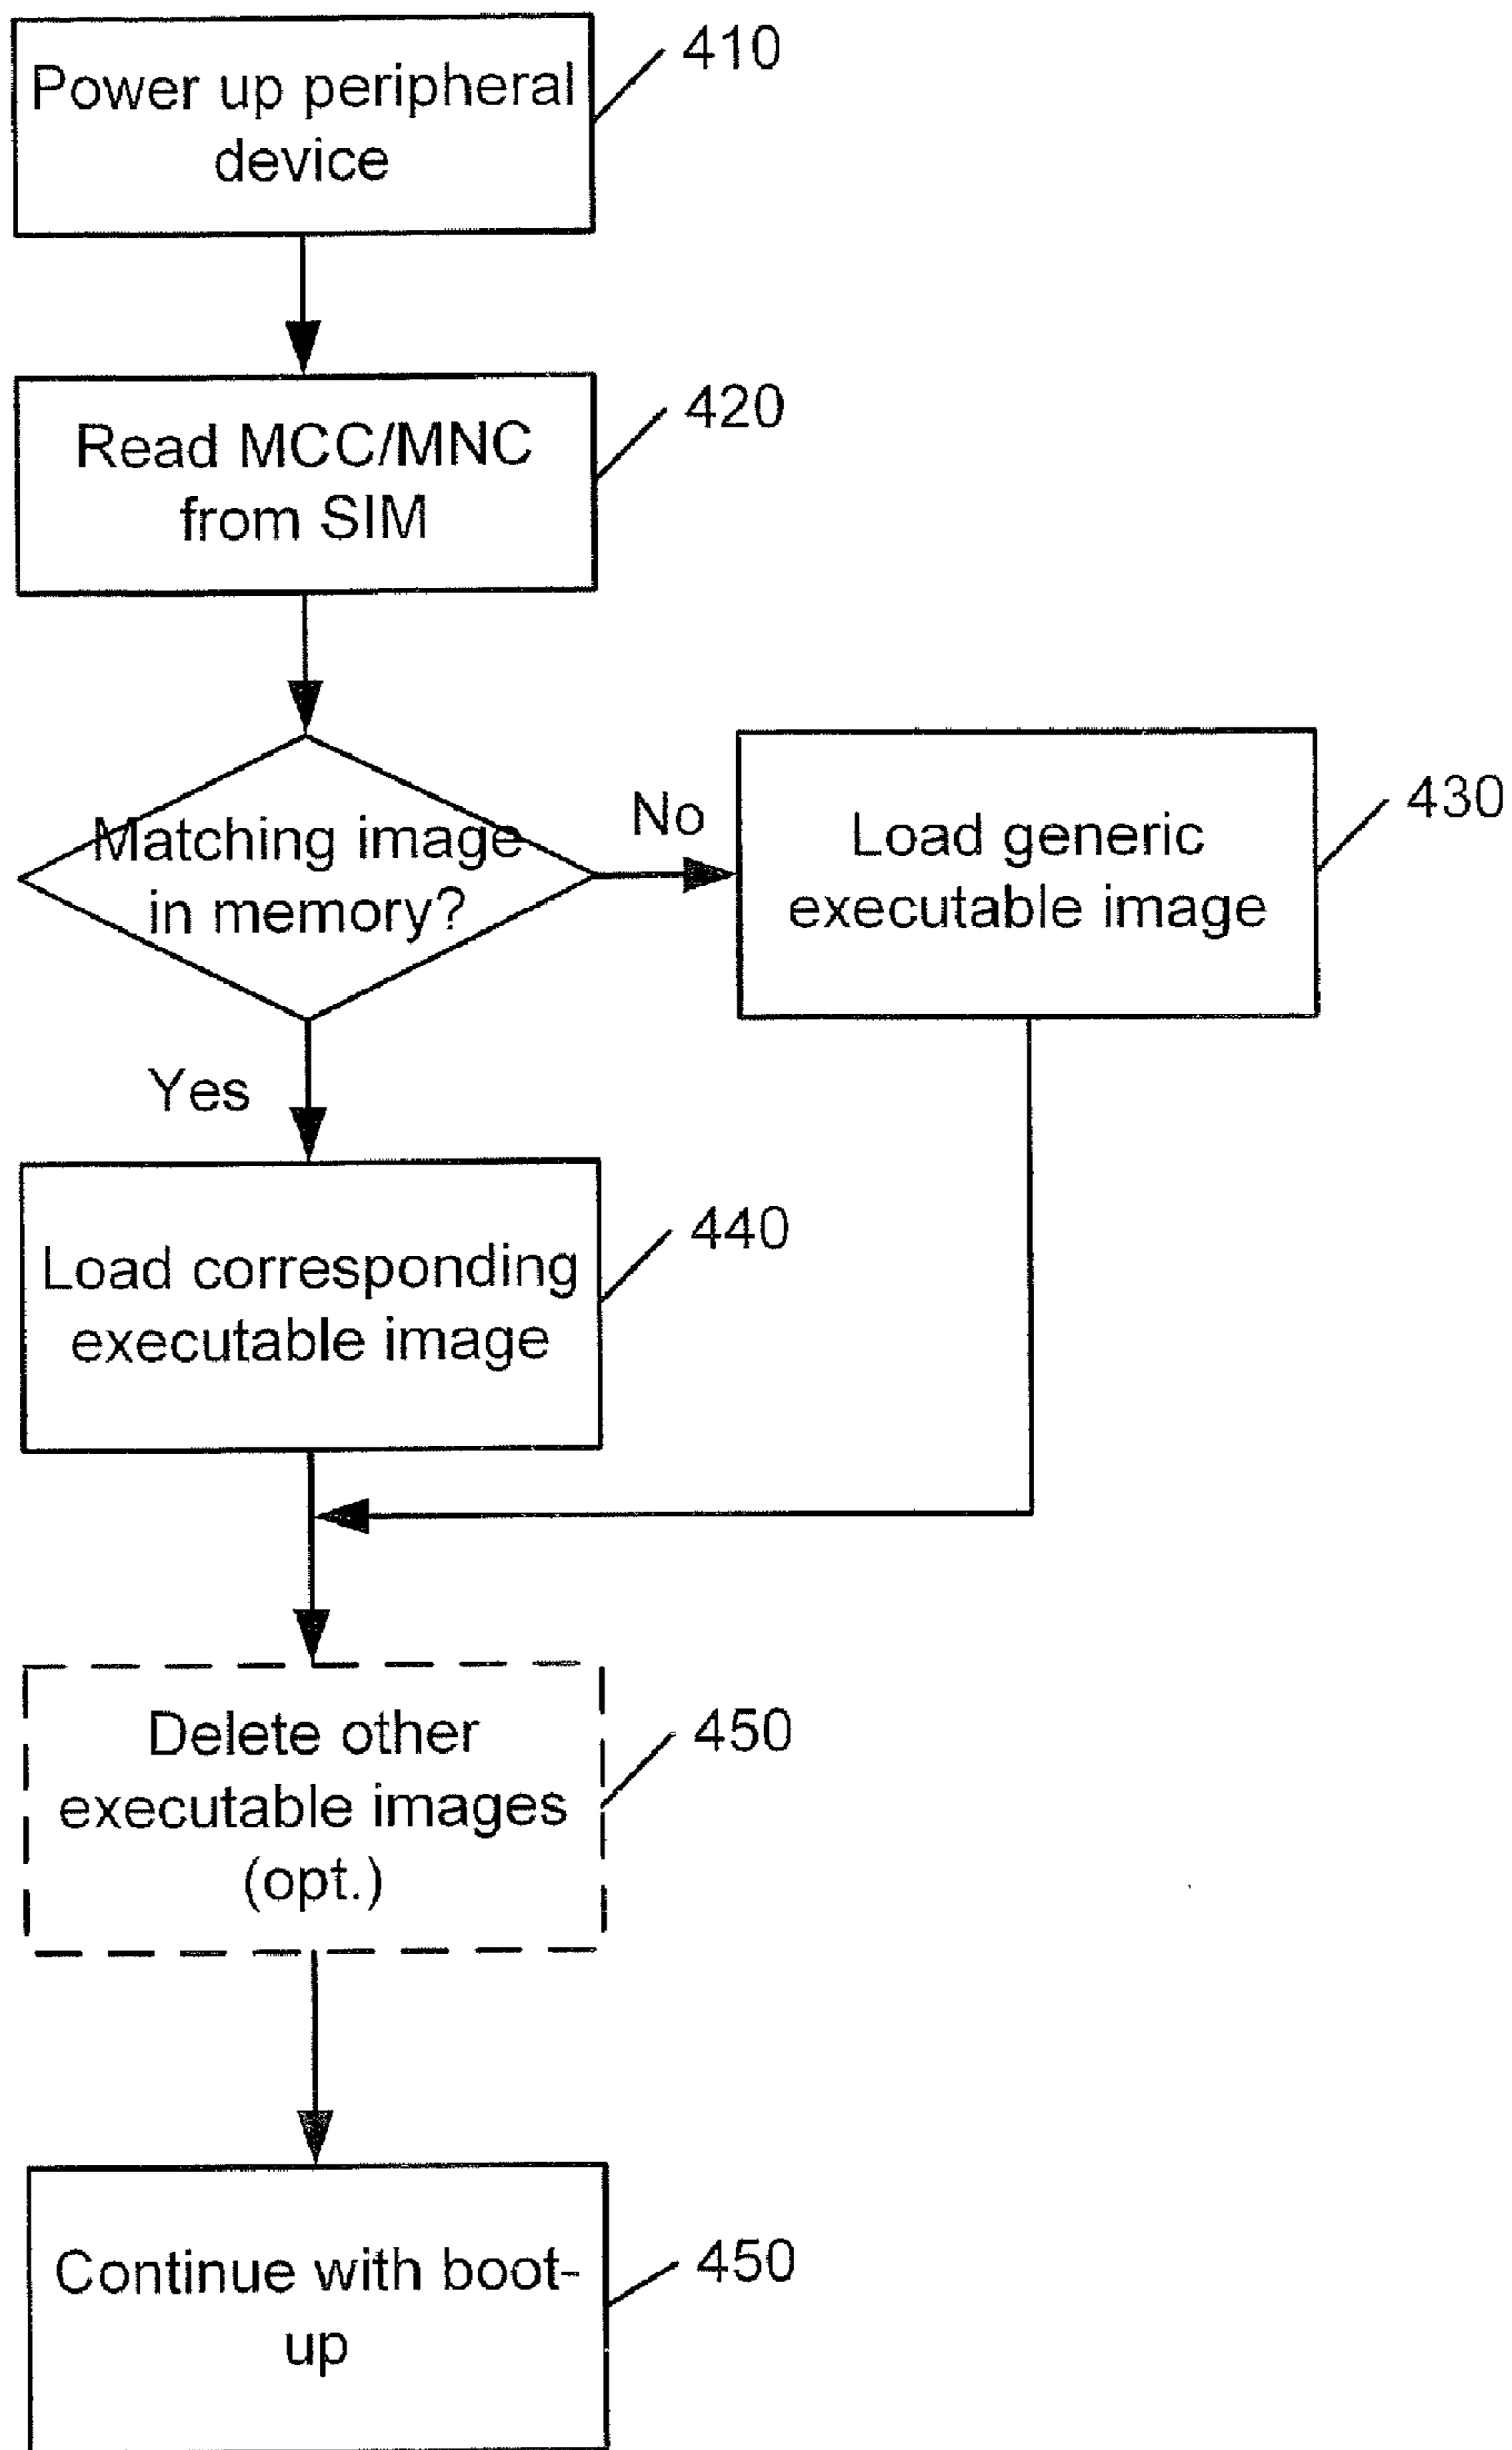 Power up peripheral
device
410
Read MCC/MNC
from SIM
420
Matching image
in memory?
No
Load generic
executable image
430
Yes
Load corresponding
executable image
440
Delete other
executable images
(opt.)
450
Continue with boot-
up
450